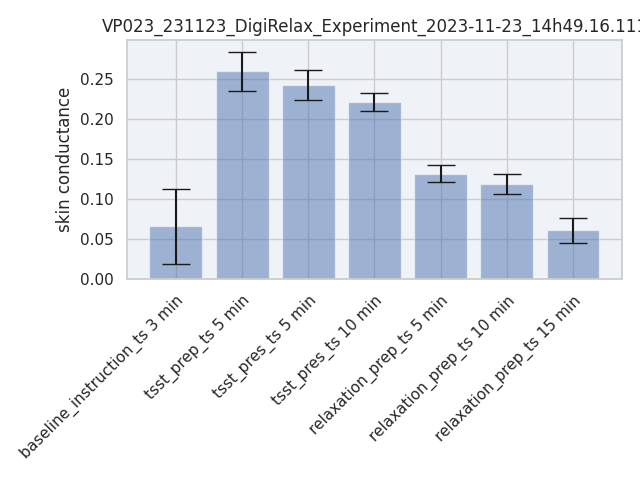 VP023_231123_DigiRelax_Experiment_2023-11-23_14h49.16.111
skin conductance
0.25
0.20
0.15
0.10
0.05
0.00
baseline_instruction_ts 3 min
tsst_prep_ts 5 min
tsst_pres_ts 5 min
tsst_pres_ts 10 min
relaxation_prep_ts 5 min
relaxation_prep_ts 10 min
relaxation_prep_ts 15 min